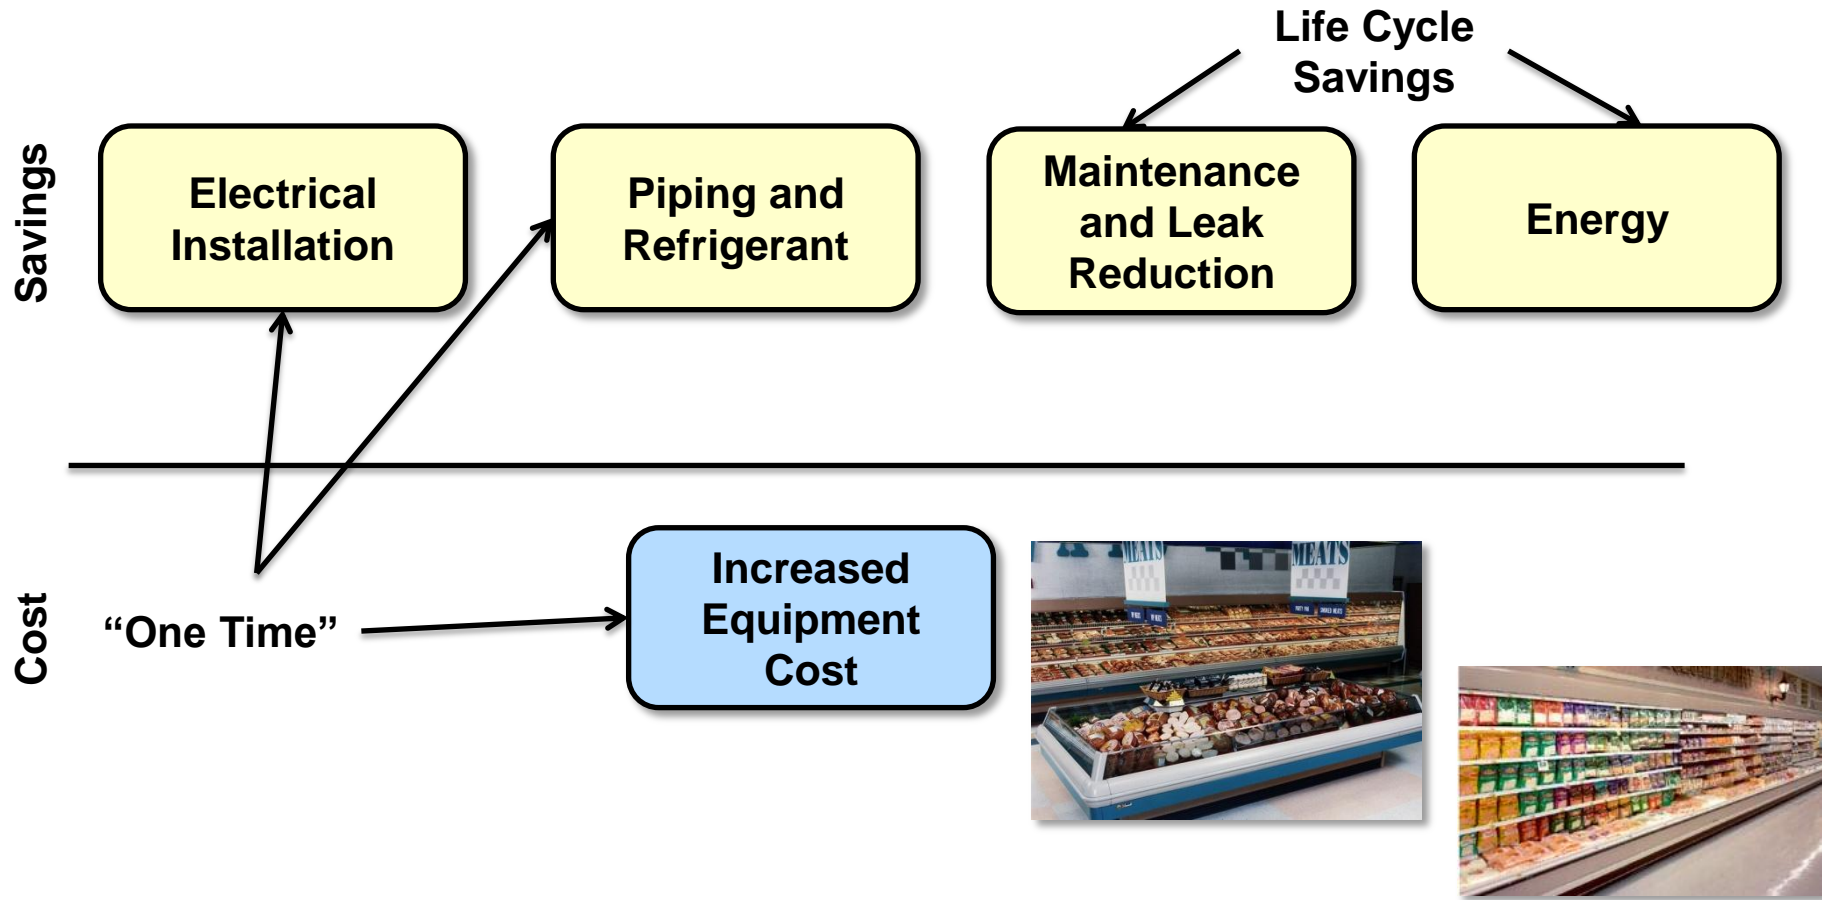 Life Cycle
Savings
Savings
Electrical
Installation
Piping and
Refrigerant
Maintenance
and Leak
Reduction
Energy
Cost
“One Time”
Increased
Equipment
Cost
MEATS
MEATS